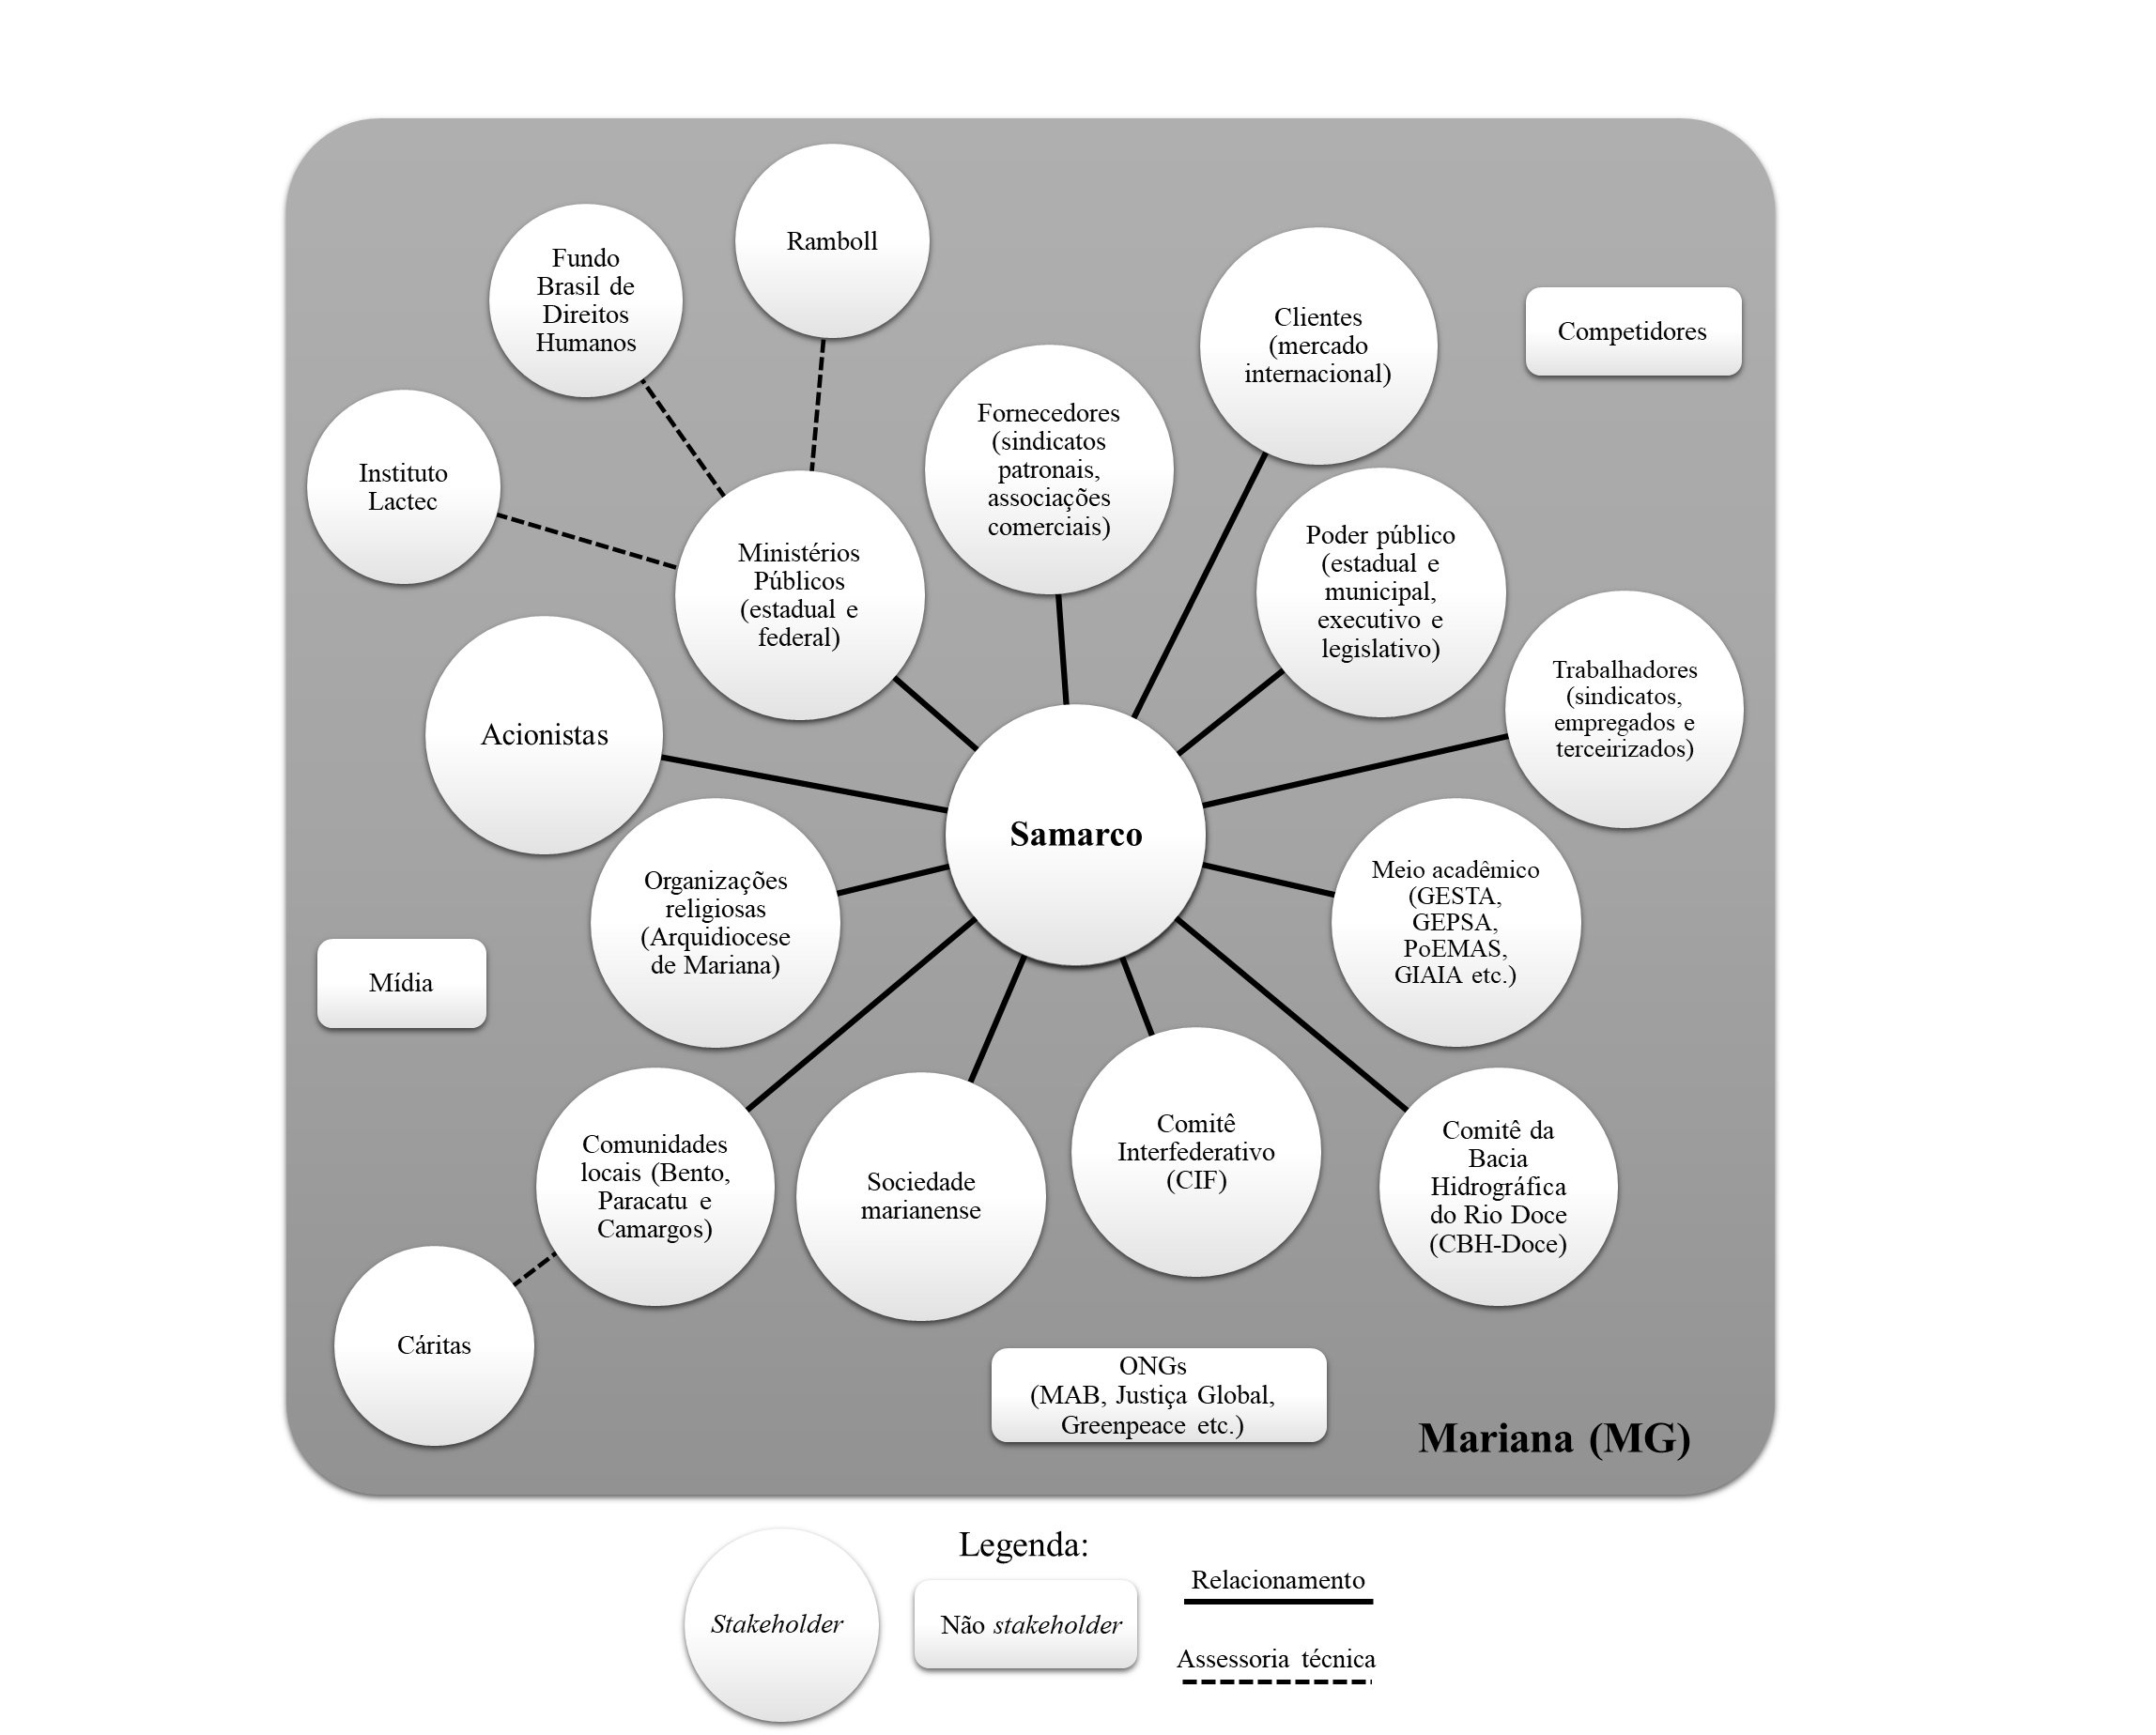 Ramboll
Fundo
Brasil de
Direitos
Humanos
Clientes
(mercado
internacional)
Competidores
Instituto
Lactec
Fornecedores
(sindicatos
patronais,
associações
comerciais)
Ministérios
Públicos
(estadual e
federal)
Poder público
(estadual e
municipal,
executivo e
legislativo)
Trabalhadores
(sindicatos,
empregados e
terceirizados)
Acionistas
Samarco
Organizações
religiosas
(Arquidiocese
de Mariana)
Meio acadêmico
(GESTA,
GEPSA,
PoEMAS,
GIAIA etc.)
Mídia
Comunidades
locais (Bento,
Paracatu e
Camargos)
Sociedade
marianense
Comitê
Interfederativo
(CIF)
Comitê da
Bacia
Hidrográfica
do Rio Doce
(CBH-Doce)
Cáritas
ONGs
(MAB, Justiça Global,
Greenpeace etc.)
Mariana (MG)
Legenda:
Stakeholder
Não stakeholder
Relacionamento
Assessoria técnica